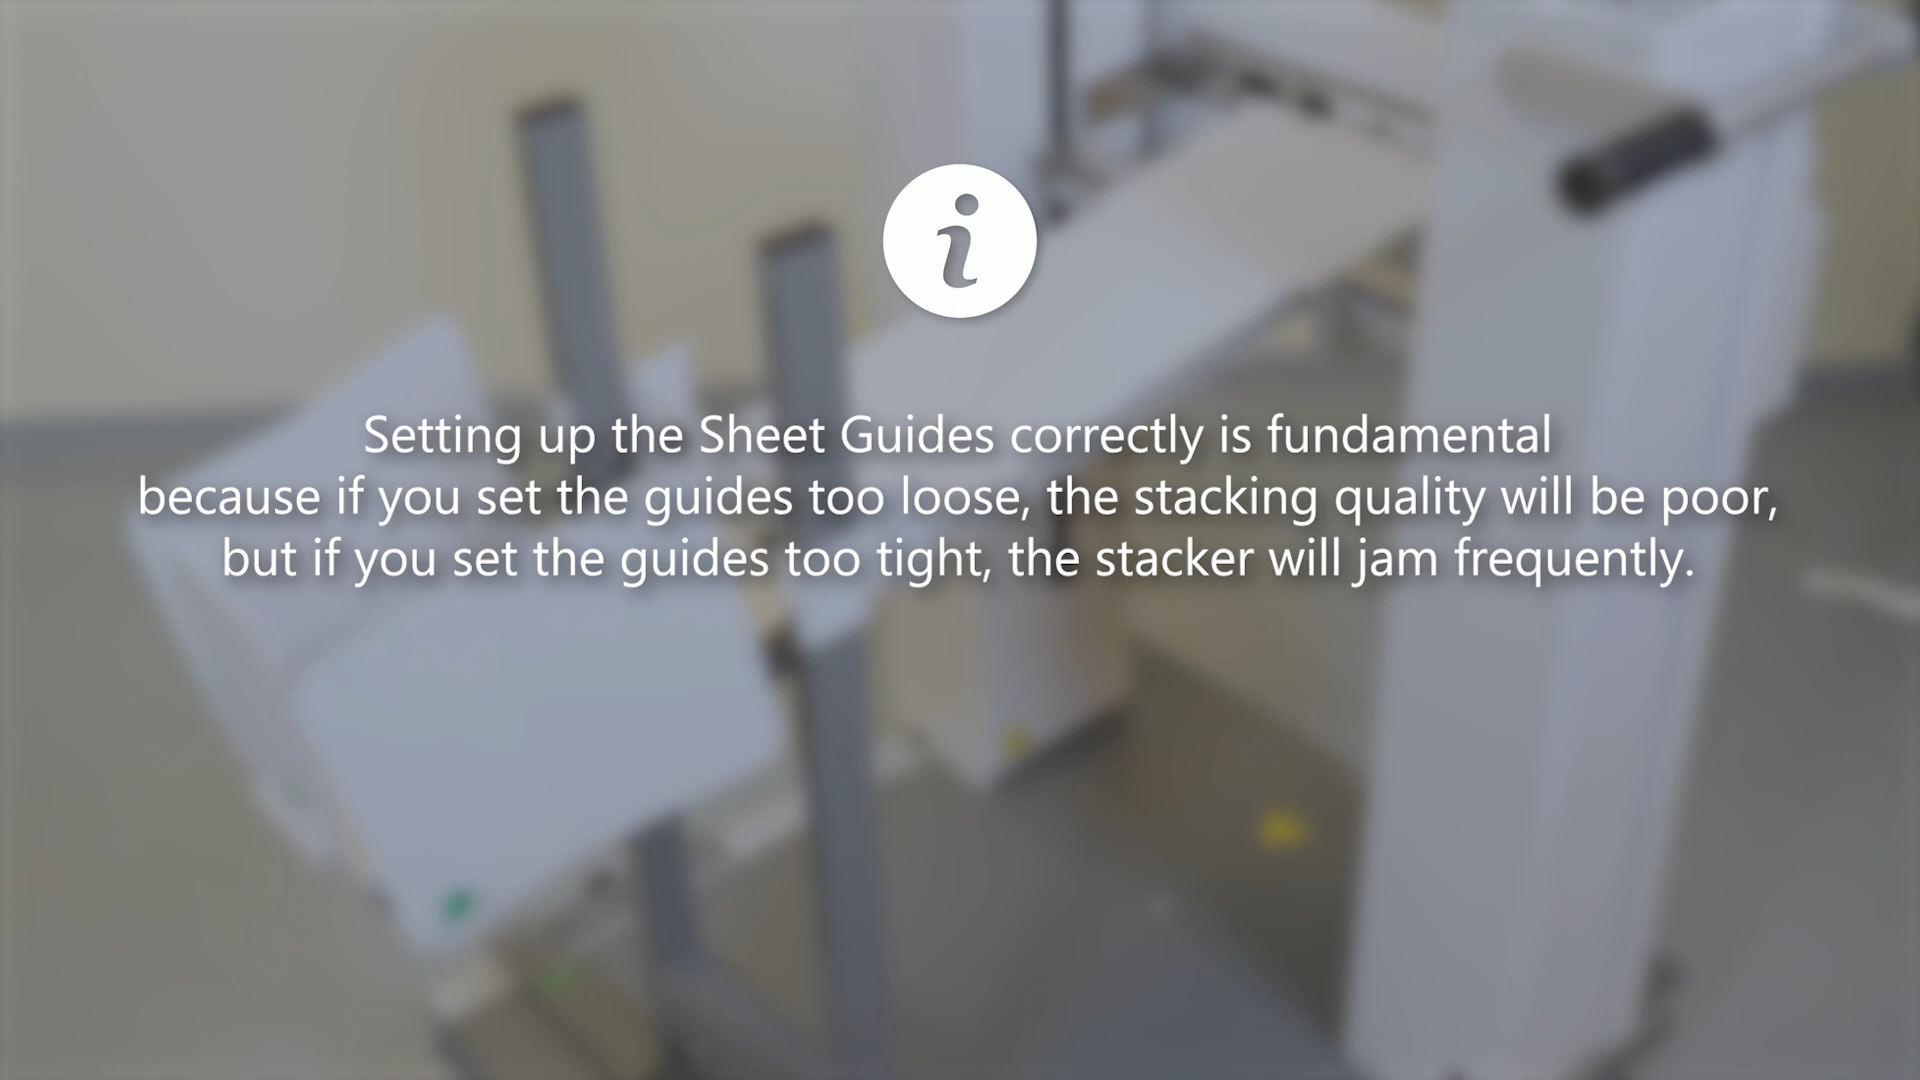 Setting up the Sheet Guides correctly is fundamental
because if you set the guides too loose, the stacking quality will be poor,
but if you set the guides too tight, the stacker will jam frequently.